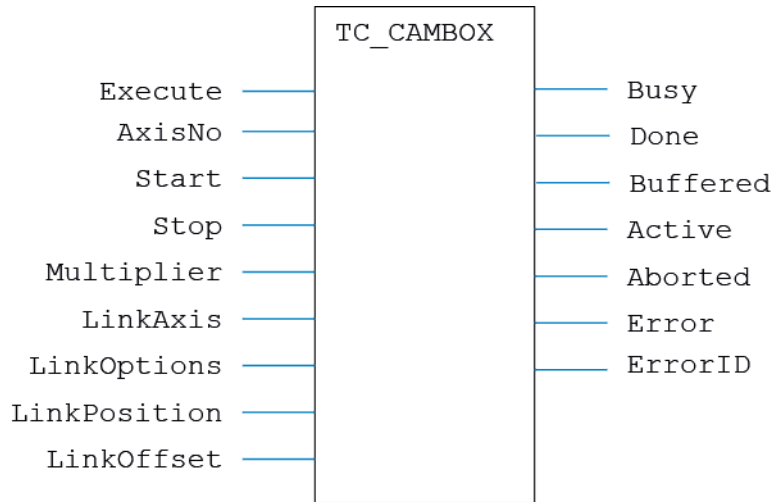 TC_CAMBOX
Execute
AxisNo
Start
Stop
Multiplier
LinkAxis
LinkOptions
LinkPosition
LinkOffset
Busy
Done
Buffered
Active
Aborted
Error
ErrorID